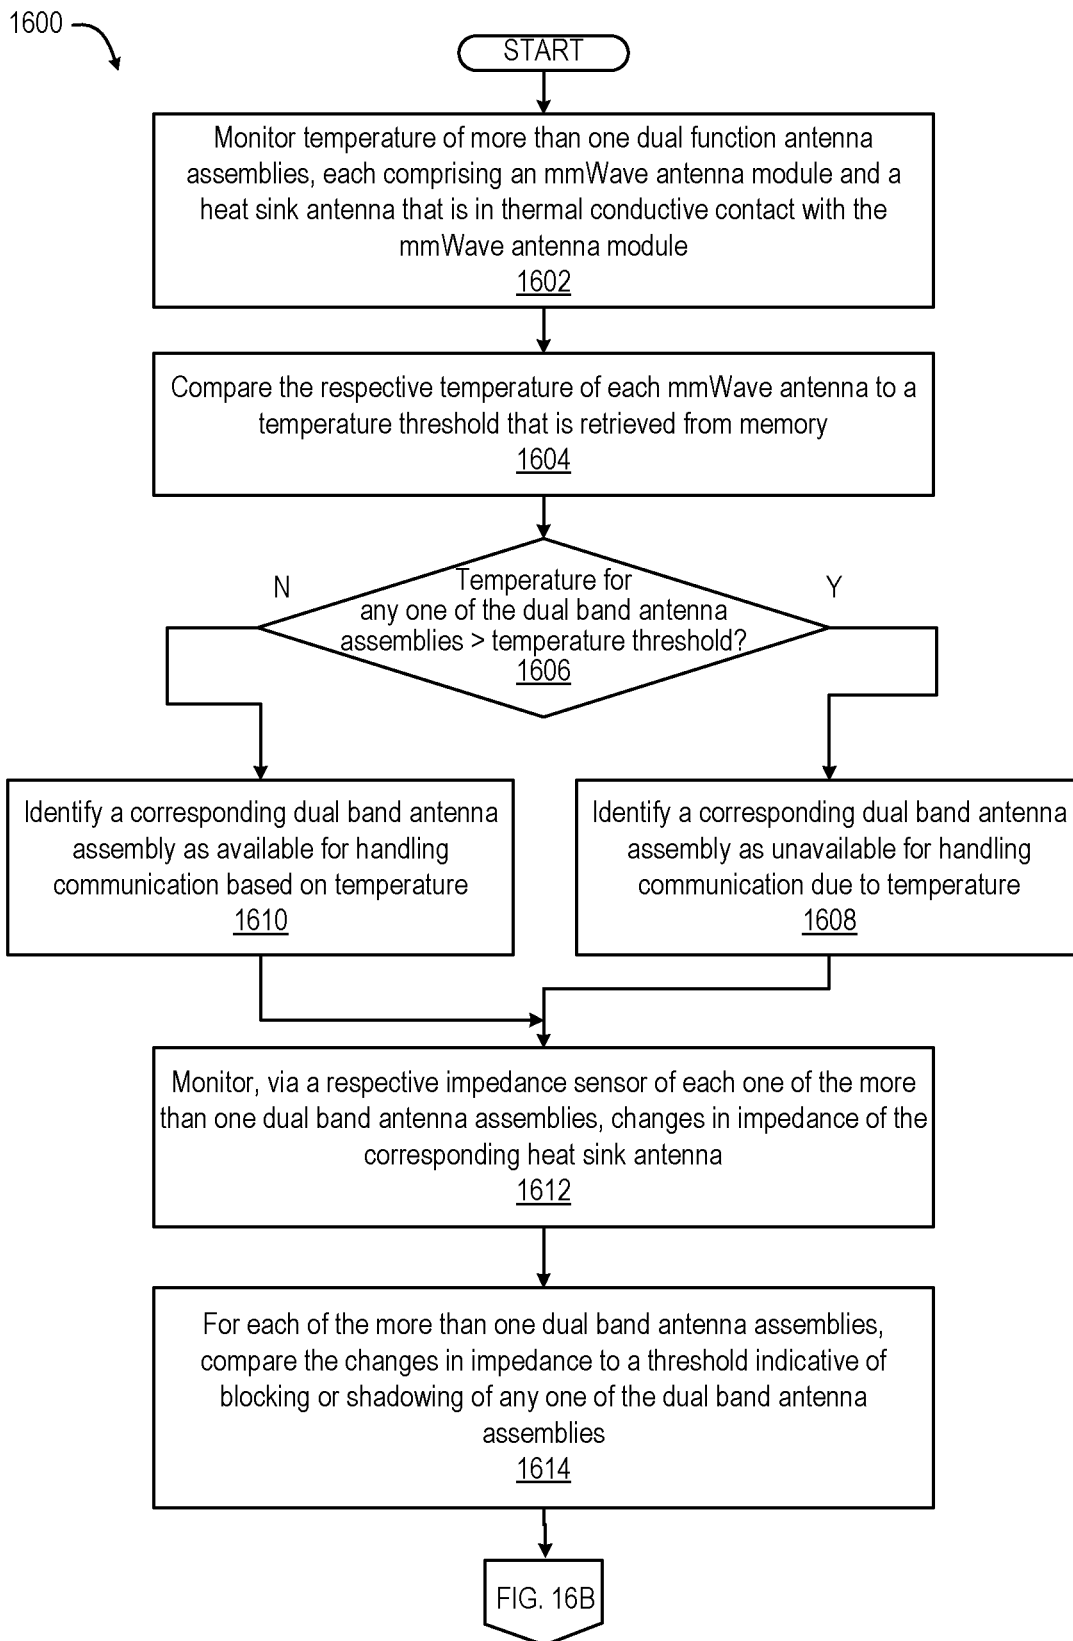 1600
START
Monitor temperature of more than one dual function antenna
assemblies, each comprising an mmWave antenna module and a
heat sink antenna that is in thermal conductive contact with the
mmWave antenna module
1602
Compare the respective temperature of each mmWave antenna to a
temperature threshold that is retrieved from memory
1604
N
Temperature for
any one of the dual band antenna
assemblies > temperature threshold?
1606
Y
Identify a corresponding dual band antenna
assembly as available for handling
communication based on temperature
1610
Identify a corresponding dual band antenna
assembly as unavailable for handling
communication due to temperature
1608
Monitor, via a respective impedance sensor of each one of the more
than one dual band antenna assemblies, changes in impedance of the
corresponding heat sink antenna
1612
For each of the more than one dual band antenna assemblies,
compare the changes in impedance to a threshold indicative of
blocking or shadowing of any one of the dual band antenna
assemblies
1614
FIG. 16B